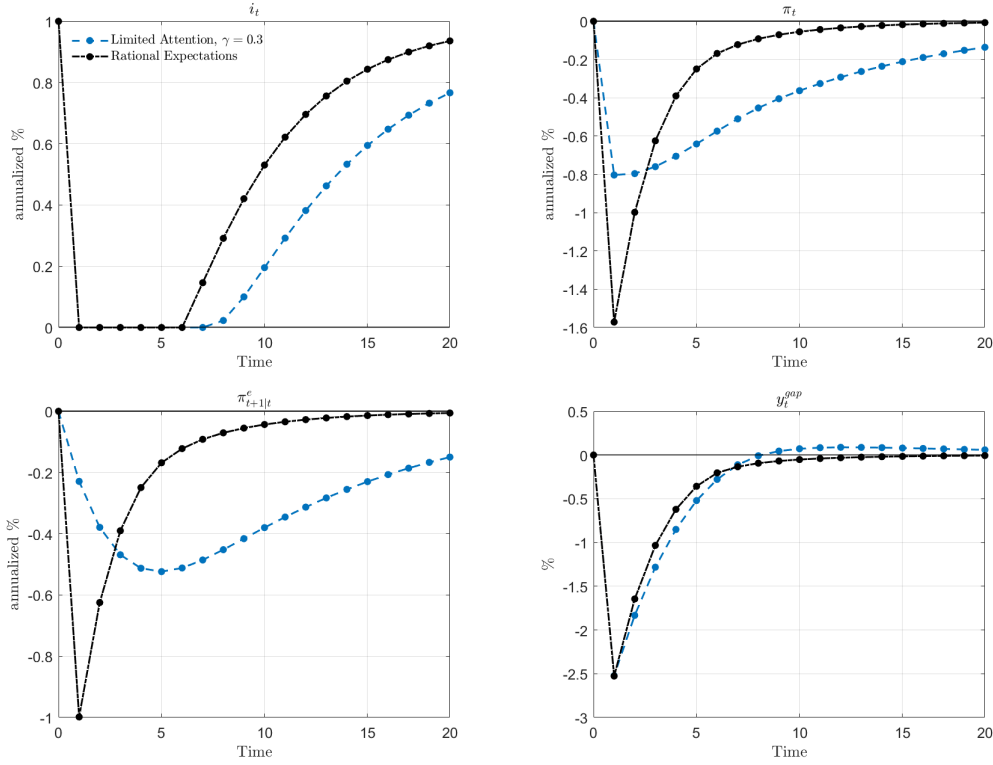 i_t
1
0.8
0.6
0.4
0.2
0
annualized %
Limited Attention, γ = 0.3
Rational Expectations
0 5 10 15 20
Time
π_t
0
-0.2
-0.4
-0.6
-0.8
-1
-1.2
-1.4
-1.6
annualized %
0 5 10 15 20
Time
π^e_{t+1|t}
0
-0.2
-0.4
-0.6
-0.8
-1
annualized %
0 5 10 15 20
Time
y_t^{gap}
0.5
0
-0.5
-1
-1.5
-2
-2.5
-3
%
0 5 10 15 20
Time